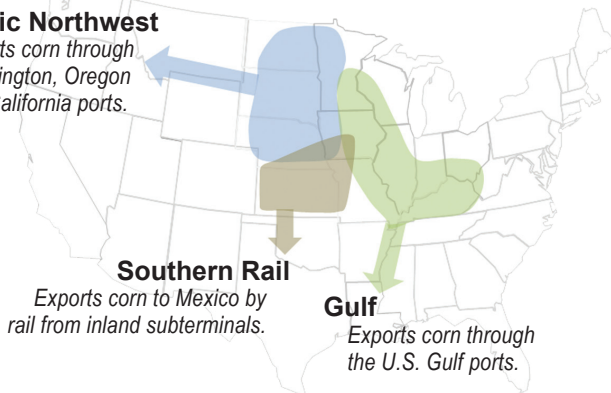 ic Northwest
ts corn through
ington, Oregon
alifornia ports.
Southern Rail
Exports corn to Mexico by
rail from inland subterminals.
Gulf
Exports corn through
the U.S. Gulf ports.